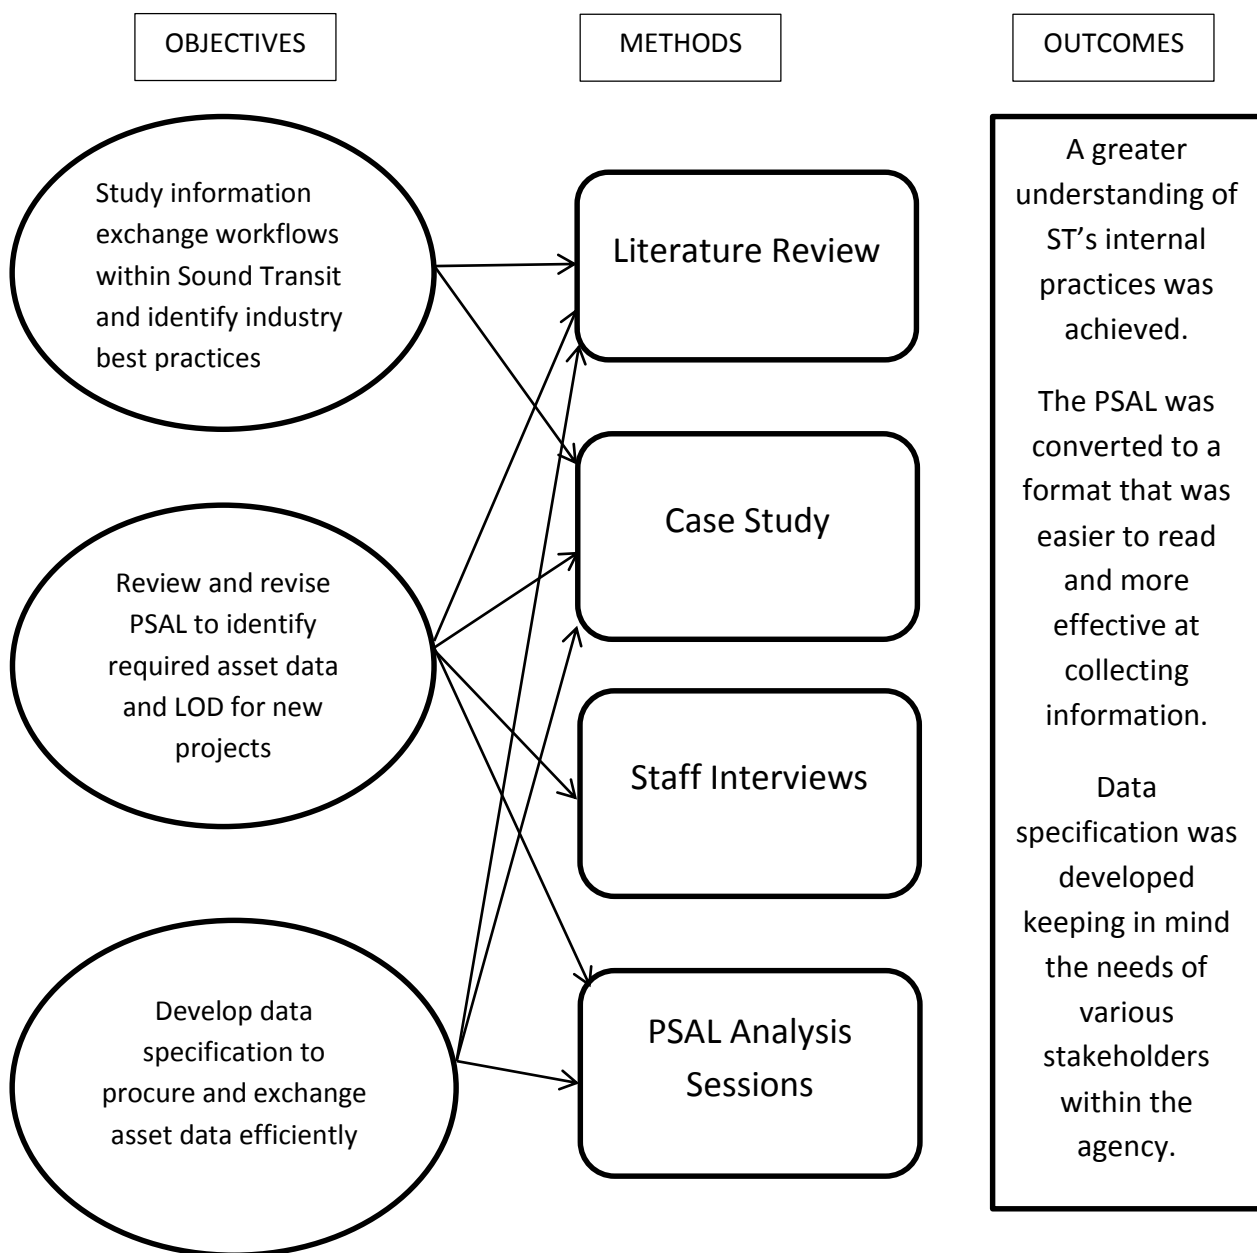 OBJECTIVES
METHODS
OUTCOMES
Study information
exchange workflows
within Sound Transit
and identify industry
best practices
Review and revise
PSAL to identify
required asset data
and LOD for new
projects
Develop data
specification to
procure and exchange
asset data efficiently
Literature Review
Case Study
Staff Interviews
PSAL Analysis
Sessions
A greater
understanding of
ST’s internal
practices was
achieved.
The PSAL was
converted to a
format that was
easier to read
and more
effective at
collecting
information.
Data
specification was
developed
keeping in mind
the needs of
various
stakeholders
within the
agency.